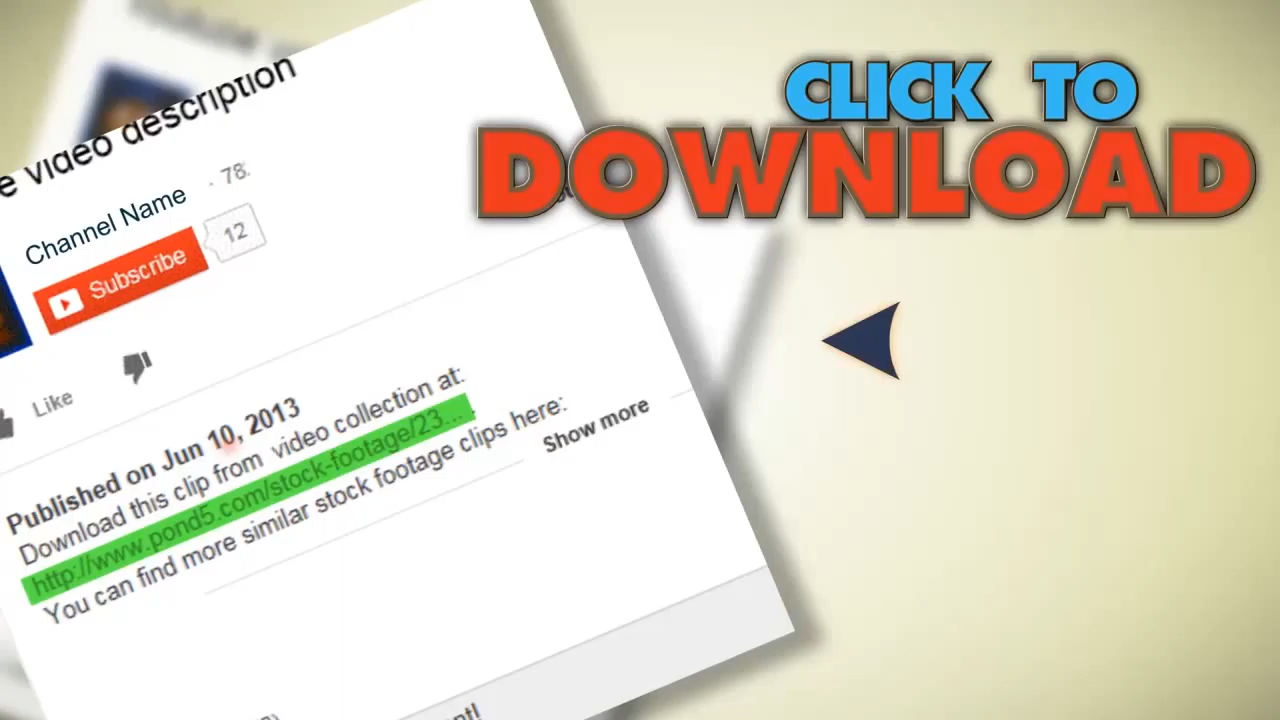 CLICK TO
DOWNLOAD
video description
Channel Name
78
Subscribe
12
Like
Published on Jun 10, 2013
Download this clip from video collection at:
http://www.pond5.com/stock-footage/23... .
You can find more similar stock footage clips here:
Show more